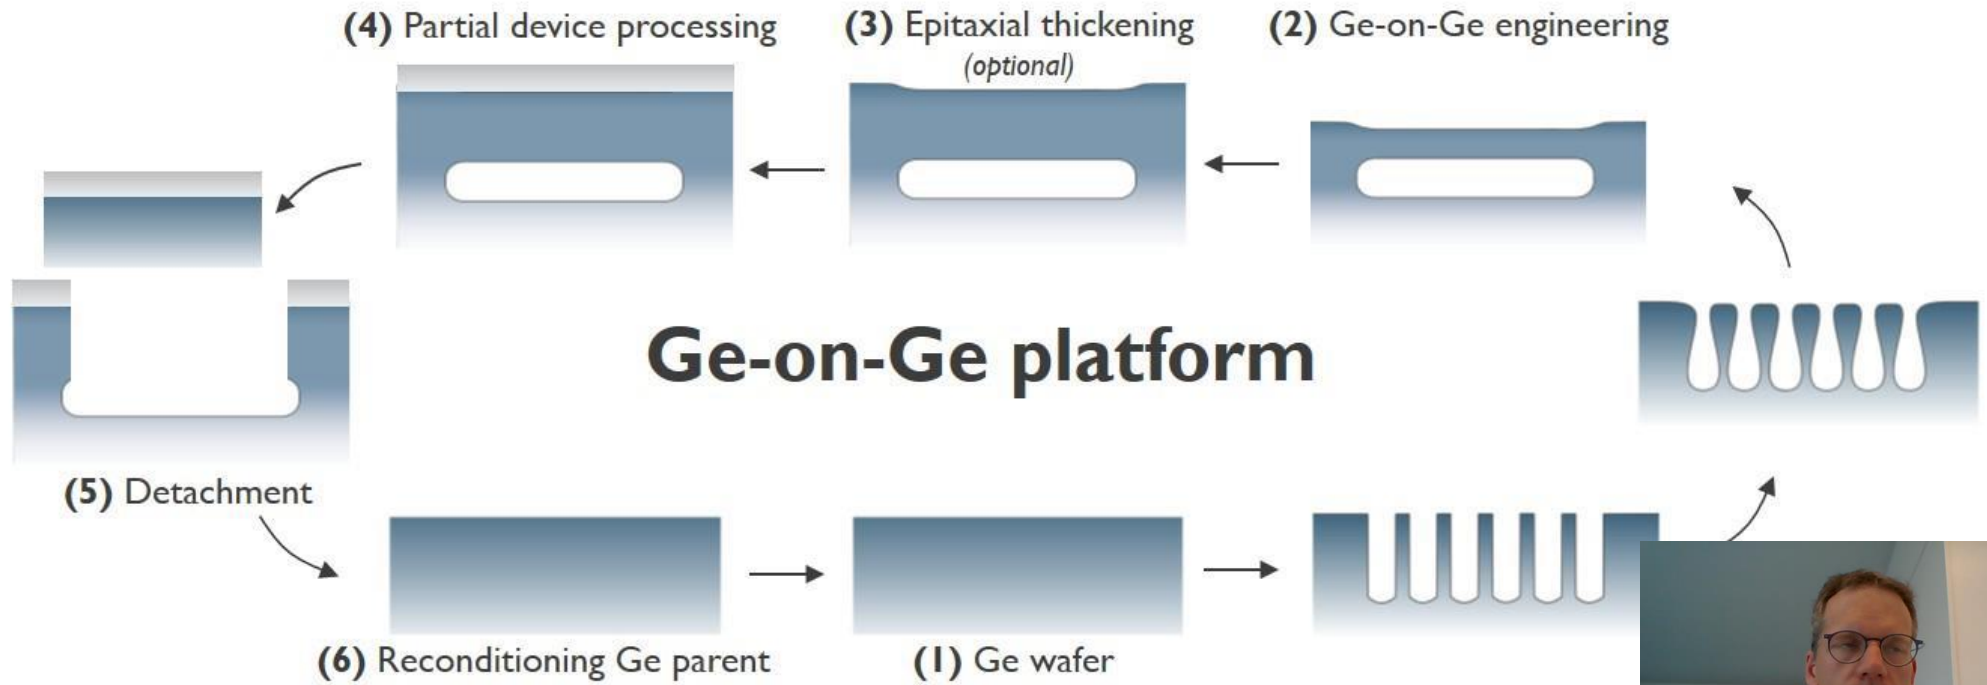 (4) Partial device processing
(3) Epitaxial thickening
(optional)
(2) Ge-on-Ge engineering
Ge-on-Ge platform
(5) Detachment
(6) Reconditioning Ge parent
(1) Ge wafer